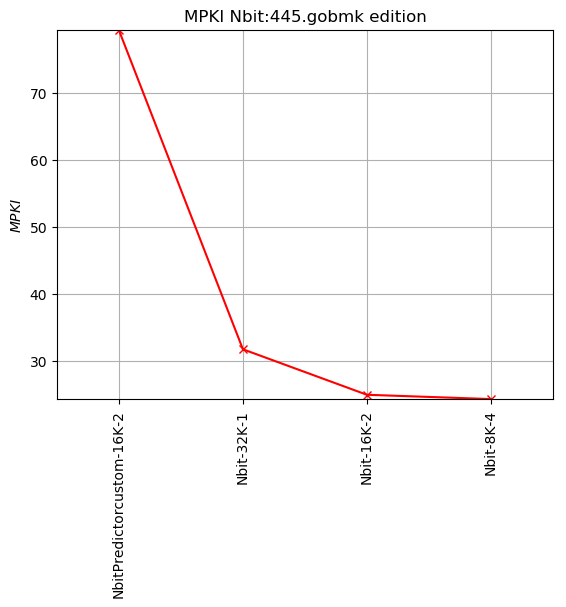 MPKI Nbit:445.gobmk edition
MPKI
70
60
50
40
30
NbitPredictorcustom-16K-2
Nbit-32K-1
Nbit-16K-2
Nbit-8K-4